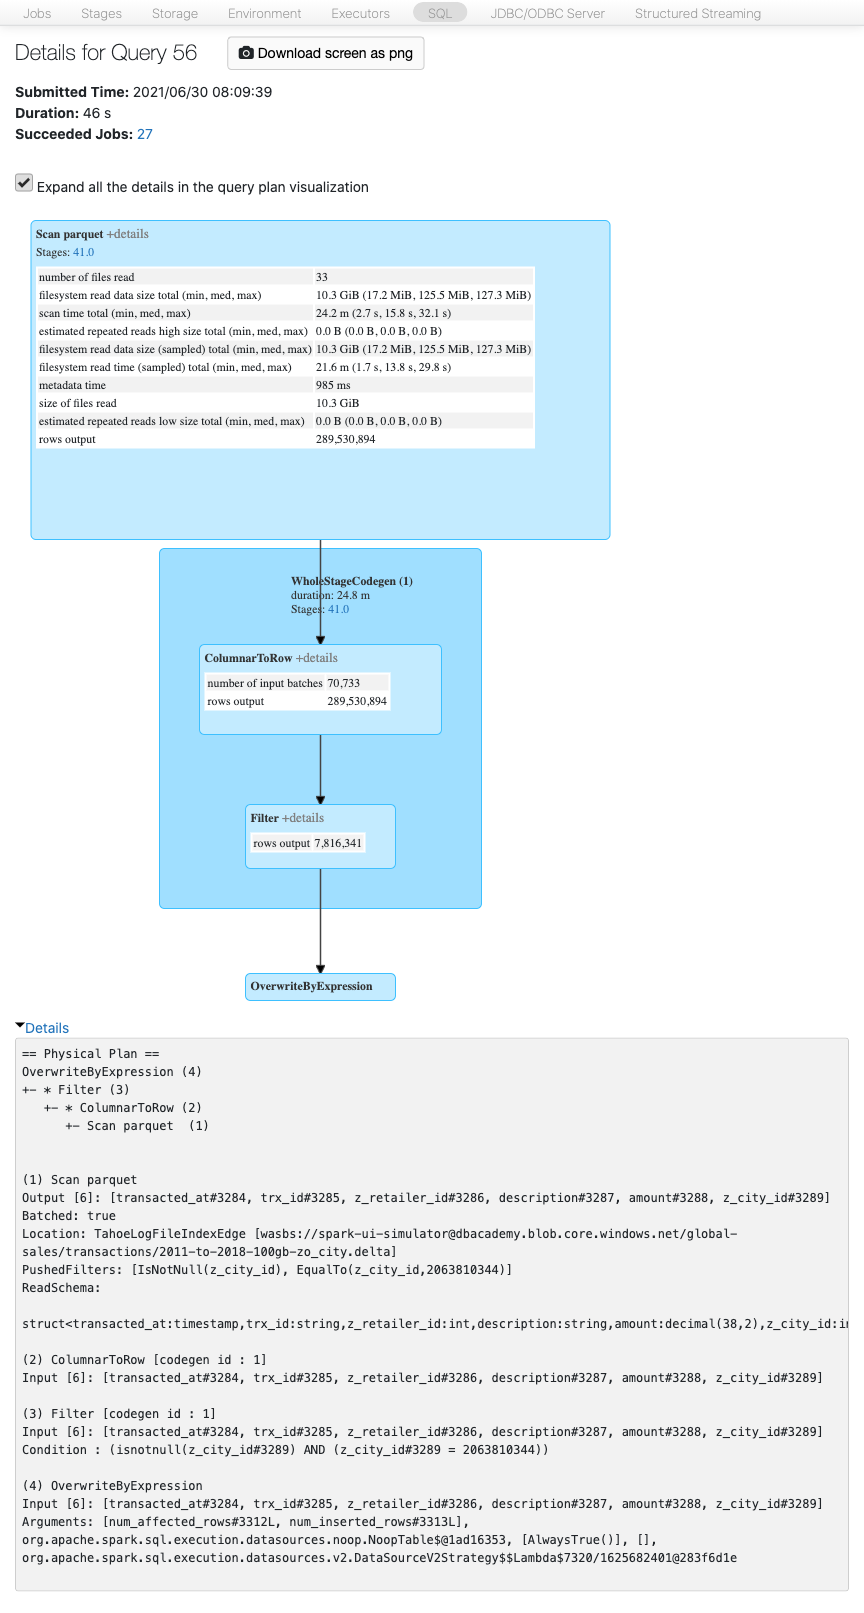 Jobs Stages Storage Environment Executors SQL JDBC/ODBC Server Structured Streaming
Details for Query 56 Download screen as png
Submitted Time: 2021/06/30 08:09:39
Duration: 46 s
Succeeded Jobs: 27
Expand all the details in the query plan visualization
Scan parquet +details
Stages: 41.0
number of files read 33
filesystem read data size total (min, med, max) 10.3 GiB (17.2 MiB, 125.5 MiB, 127.3 MiB)
scan time total (min, med, max) 24.2 m (2.7 s, 15.8 s, 32.1 s)
estimated repeated reads high size total (min, med, max) 0.0 B (0.0 B, 0.0 B, 0.0 B)
filesystem read data size (sampled) total (min, med, max) 10.3 GiB (17.2 MiB, 125.5 MiB, 127.3 MiB)
filesystem read time (sampled) total (min, med, max) 21.6 m (1.7 s, 13.8 s, 29.8 s)
metadata time 985 ms
size of files read 10.3 GiB
estimated repeated reads low size total (min, med, max) 0.0 B (0.0 B, 0.0 B, 0.0 B)
rows output 289,530,894
WholeStageCodegen (1)
duration: 24.8 m
Stages: 41.0
ColumnarToRow +details
number of input batches 70,733
rows output 289,530,894
Filter +details
rows output 7,816,341
OverwriteByExpression
Details
== Physical Plan ==
OverwriteByExpression (4)
+- * Filter (3)
   +- * ColumnarToRow (2)
      +- Scan parquet  (1)
(1) Scan parquet
Output [6]: [transacted_at#3284, trx_id#3285, z_retailer_id#3286, description#3287, amount#3288, z_city_id#3289]
Batched: true
Location: TahoeLogFileIndexEdge [wasbs://spark-ui-simulator@dbacademy.blob.core.windows.net/global-
sales/transactions/2011-to-2018-100gb-zo_city.delta]
PushedFilters: [IsNotNull(z_city_id), EqualTo(z_city_id,2063810344)]
ReadSchema:
struct<transacted_at:timestamp,trx_id:string,z_retailer_id:int,description:string,amount:decimal(38,2),z_city_id:in
(2) ColumnarToRow [codegen id : 1]
Input [6]: [transacted_at#3284, trx_id#3285, z_retailer_id#3286, description#3287, amount#3288, z_city_id#3289]
(3) Filter [codegen id : 1]
Input [6]: [transacted_at#3284, trx_id#3285, z_retailer_id#3286, description#3287, amount#3288, z_city_id#3289]
Condition : (isnotnull(z_city_id#3289) AND (z_city_id#3289 = 2063810344))
(4) OverwriteByExpression
Input [6]: [transacted_at#3284, trx_id#3285, z_retailer_id#3286, description#3287, amount#3288, z_city_id#3289]
Arguments: [num_affected_rows#3312L, num_inserted_rows#3313L],
org.apache.spark.sql.execution.datasources.noop.NoopTable$@1ad16353, [AlwaysTrue()], [],
org.apache.spark.sql.execution.datasources.v2.DataSourceV2Strategy$$Lambda$7320/1625682401@283f6d1e